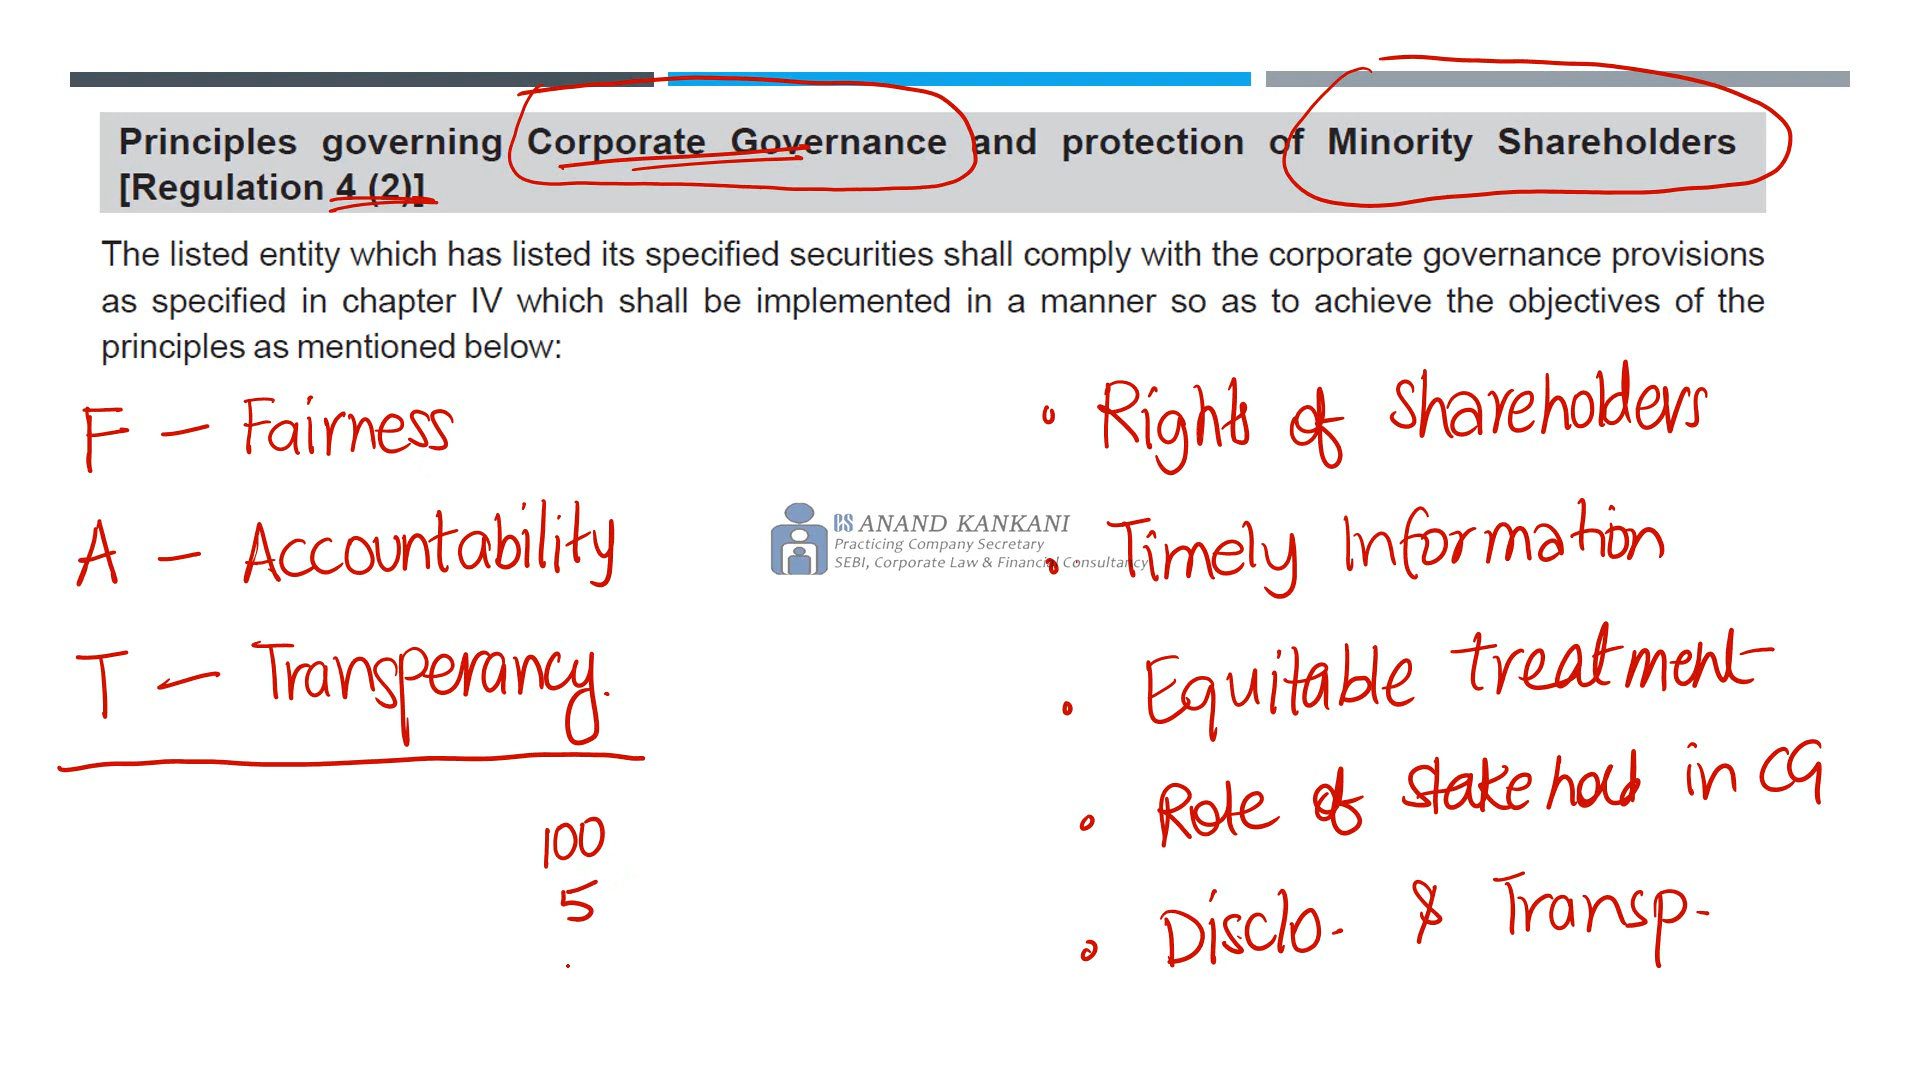 Principles governing Corporate Governance and protection of Minority Shareholders
[Regulation 4 (2)]
The listed entity which has listed its specified securities shall comply with the corporate governance provisions
as specified in chapter IV which shall be implemented in a manner so as to achieve the objectives of the
principles as mentioned below:
F – Fairness
A – Accountability
T – Transperancy.
100
5
CS ANAND KANKANI
Practicing Company Secretary
SEBI, Corporate Law & Financial Consultancy
• Rights of Shareholders
• Timely Information
• Equitable treatment
• Role of stakehold in CG
• Disclo. & Transp.